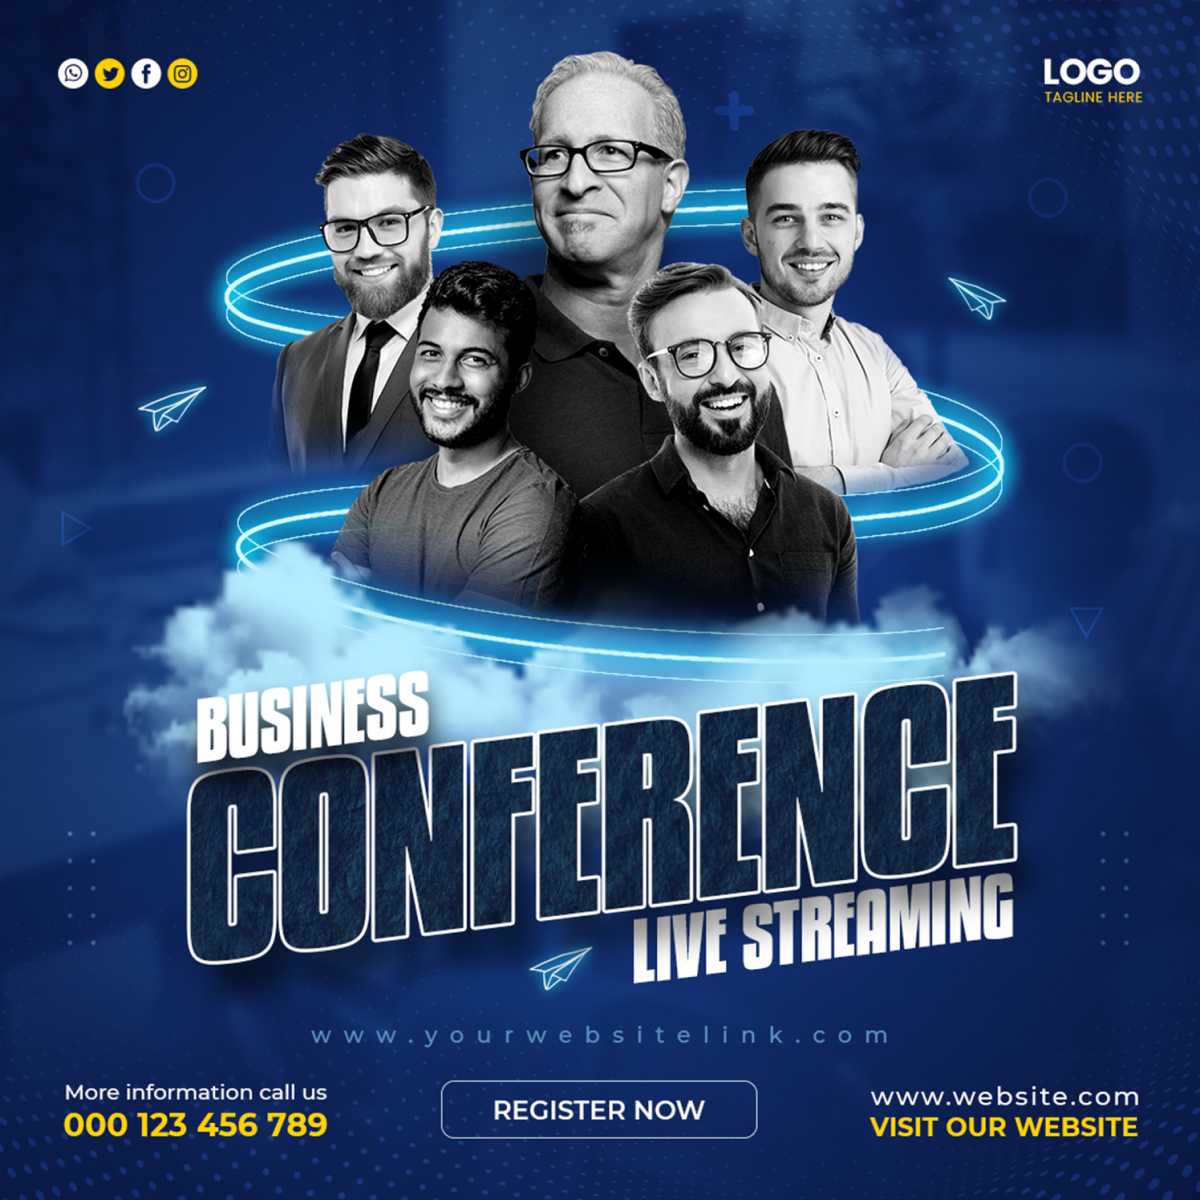 LOGO
TAGLINE HERE
BUSINESS
CONFERENCE
LIVE STREAMING
www.yourwebsitelink.com
More information call us
000 123 456 789
REGISTER NOW
www.website.com
VISIT OUR WEBSITE